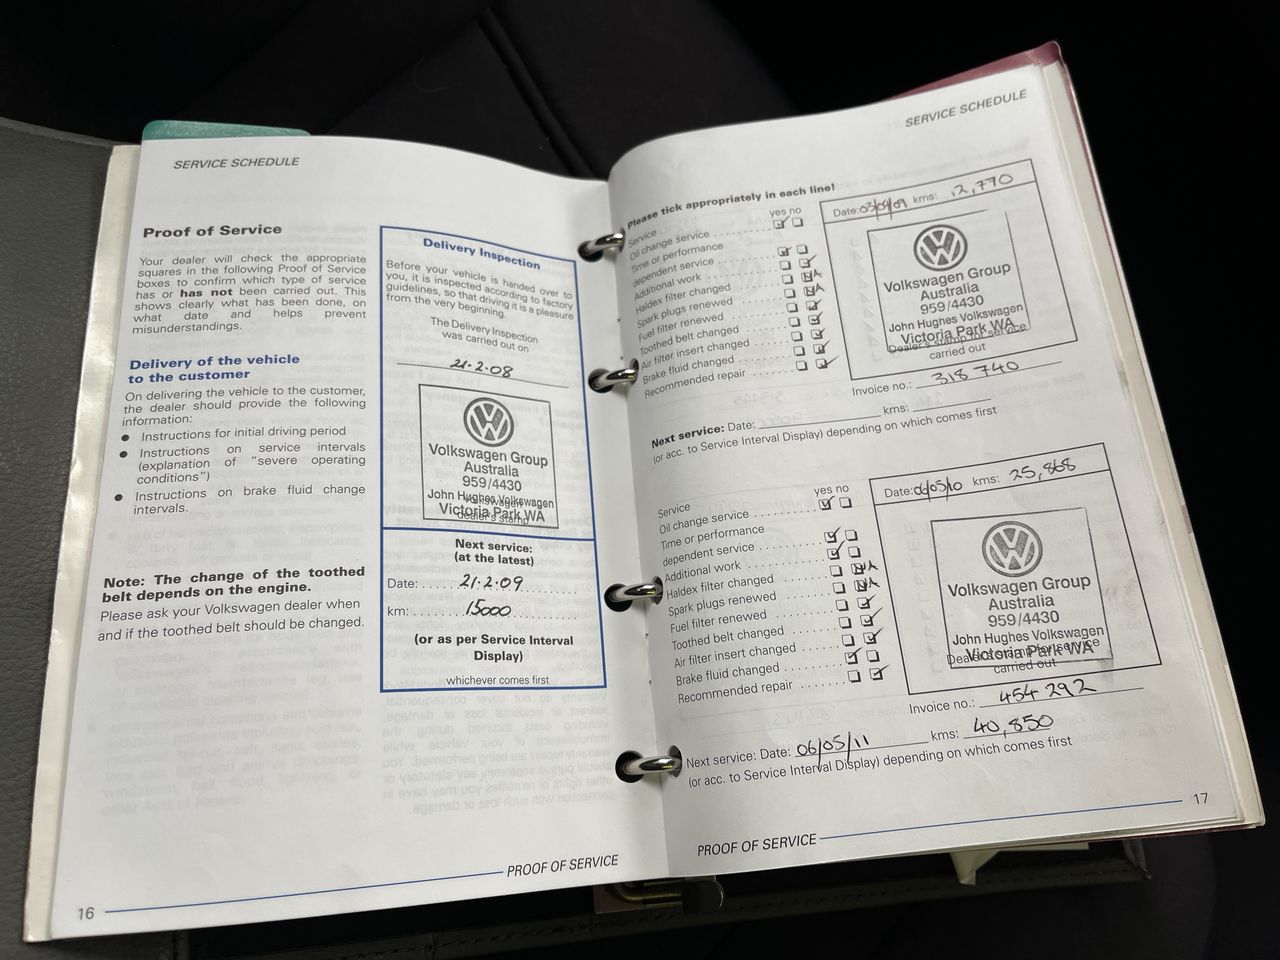 SERVICE SCHEDULE
Proof of Service
Your dealer will check the appropriate
squares in the following Proof of Service
boxes to confirm which type of service
has or has not been carried out. This
shows clearly what has been done, on
what date and helps prevent
misunderstandings.
Delivery of the vehicle
to the customer
On delivering the vehicle to the customer,
the dealer should provide the following
information:
● Instructions for initial driving period
● Instructions on service intervals
(explanation of "severe operating
conditions")
● Instructions on brake fluid change
intervals.
Note: The change of the toothed
belt depends on the engine.
Please ask your Volkswagen dealer when
and if the toothed belt should be changed.
Delivery Inspection
Before your vehicle is handed over to
you, it is inspected according to factory
guidelines, so that driving it is a pleasure
from the very beginning.
The Delivery Inspection
was carried out on
21.2.08
Volkswagen Group
Australia
959/4430
John Hughes Volkswagen
Victoria Park WA
Volkswagen
dealer's stamp
Next service:
(at the latest)
Date: 21.2.09
km: 15000
(or as per Service Interval
Display)
whichever comes first
PROOF OF SERVICE
16
SERVICE SCHEDULE
Please tick appropriately in each line!
yes no
Service
Oil change service
Time or performance
dependent service
Additional work
Haldex filter changed N/A
Spark plugs renewed N/A
Fuel filter renewed
Toothed belt changed
Air filter insert changed
Brake fluid changed
Recommended repair
Date: kms: 12,770
Volkswagen Group
Australia
959/4430
John Hughes Volkswagen
Victoria Park WA
Dealer's stamp for service
carried out
Invoice no.: 318740
Next service: Date: kms:
(or acc. to Service Interval Display) depending on which comes first
yes no
Service
Oil change service
Time or performance
dependent service
Additional work
Haldex filter changed N/A
Spark plugs renewed N/A
Fuel filter renewed
Toothed belt changed
Air filter insert changed
Brake fluid changed
Recommended repair
Date: 06/05/10 kms: 25,868
Volkswagen Group
Australia
959/4430
John Hughes Volkswagen
Victoria Park WA
Dealer's stamp for service
carried out
Invoice no.: 454292
Next service: Date: 06/05/11 kms: 40,850
(or acc. to Service Interval Display) depending on which comes first
PROOF OF SERVICE
17